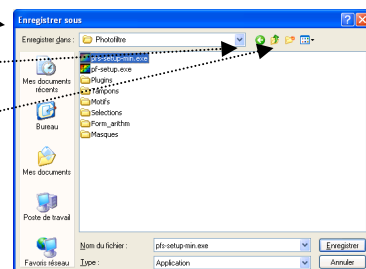 Enregistrer sous
Enregistrer dans :
Photofiltre
pfs-setup-min.exe
pf-setup.exe
Plugins
Tampons
Motifs
Selections
Form_arithm
Masques
Mes documents
récents
Bureau
Mes documents
Poste de travail
Favoris réseau
Nom du fichier :
pfs-setup-min.exe
Enregistrer
Type :
Application
Annuler